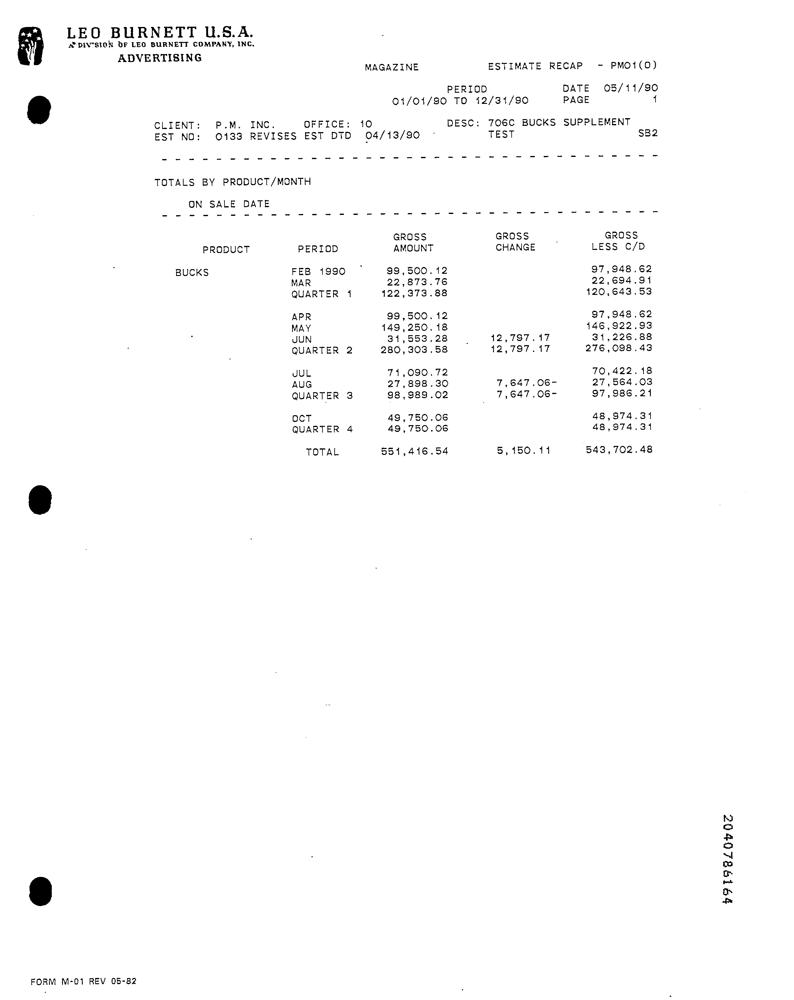 LEO BURNETT U.S.A.
A DIVISION OF LEO BURNETT COMPANY, INC.
ADVERTISING
MAGAZINE ESTIMATE RECAP - PM01(D)
PERIOD DATE 05/11/90
01/01/90 TO 12/31/90 PAGE 1
CLIENT: P.M. INC. OFFICE: 10 DESC: 706C BUCKS SUPPLEMENT
EST NO: 0133 REVISES EST DTD 04/13/90 TEST SB2
- - - - - - - - - - - - - - - - - - - - - - - - - - - - - - - - - - - -
TOTALS BY PRODUCT/MONTH
ON SALE DATE
- - - - - - - - - - - - - - - - - - - - - - - - - - - - - - - - - - - -
GROSS GROSS GROSS
PRODUCT PERIOD AMOUNT CHANGE LESS C/D
BUCKS FEB 1990 99,500.12 97,948.62
MAR 22,873.76 22,694.91
QUARTER 1 122,373.88 120,643.53
APR 99,500.12 97,948.62
MAY 149,250.18 146,922.93
JUN 31,553.28 12,797.17 31,226.88
QUARTER 2 280,303.58 12,797.17 276,098.43
JUL 71,090.72 70,422.18
AUG 27,898.30 7,647.06- 27,564.03
QUARTER 3 98,989.02 7,647.06- 97,986.21
OCT 49,750.06 48,974.31
QUARTER 4 49,750.06 48,974.31
TOTAL 551,416.54 5,150.11 543,702.48
2040786164
FORM M-01 REV 05-82